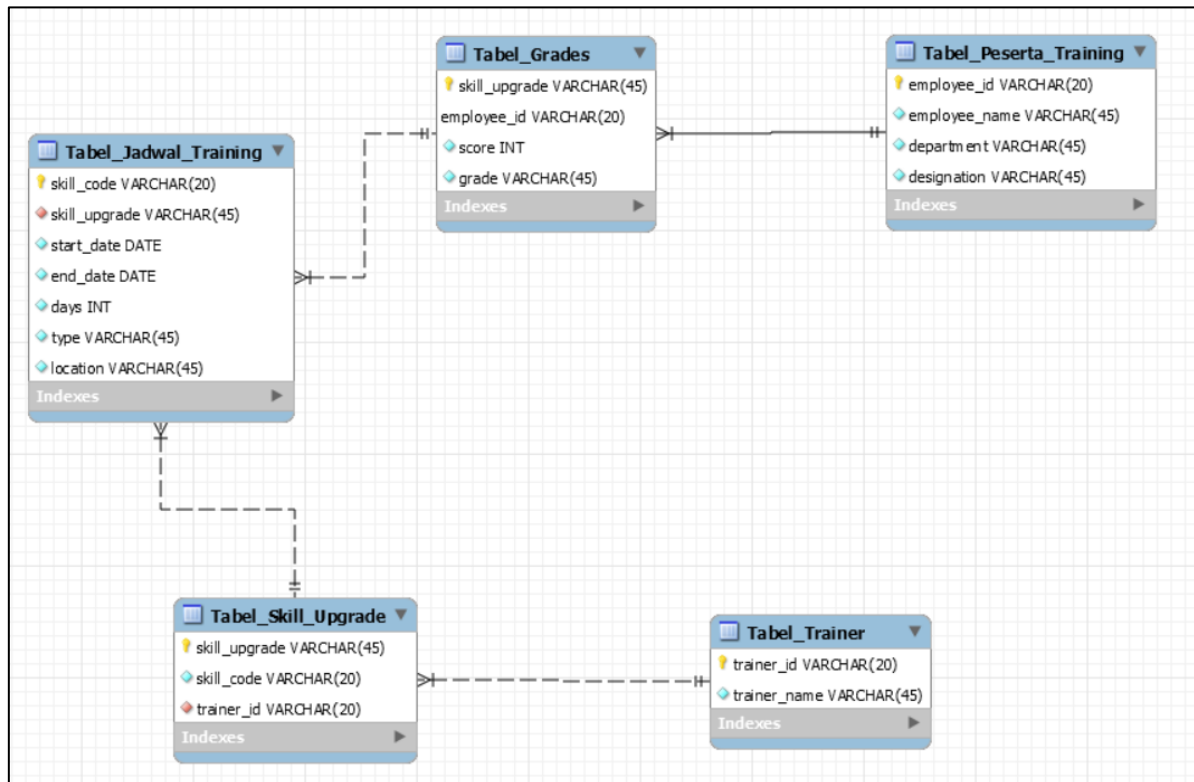 Tabel_Grades
skill_upgrade VARCHAR(45)
employee_id VARCHAR(20)
score INT
grade VARCHAR(45)
Indexes
Tabel_Peserta_Training
employee_id VARCHAR(20)
employee_name VARCHAR(45)
department VARCHAR(45)
designation VARCHAR(45)
Indexes
Tabel_Jadwal_Training
skill_code VARCHAR(20)
skill_upgrade VARCHAR(45)
start_date DATE
end_date DATE
days INT
type VARCHAR(45)
location VARCHAR(45)
Indexes
Tabel_Skill_Upgrade
skill_upgrade VARCHAR(45)
skill_code VARCHAR(20)
trainer_id VARCHAR(20)
Indexes
Tabel_Trainer
trainer_id VARCHAR(20)
trainer_name VARCHAR(45)
Indexes